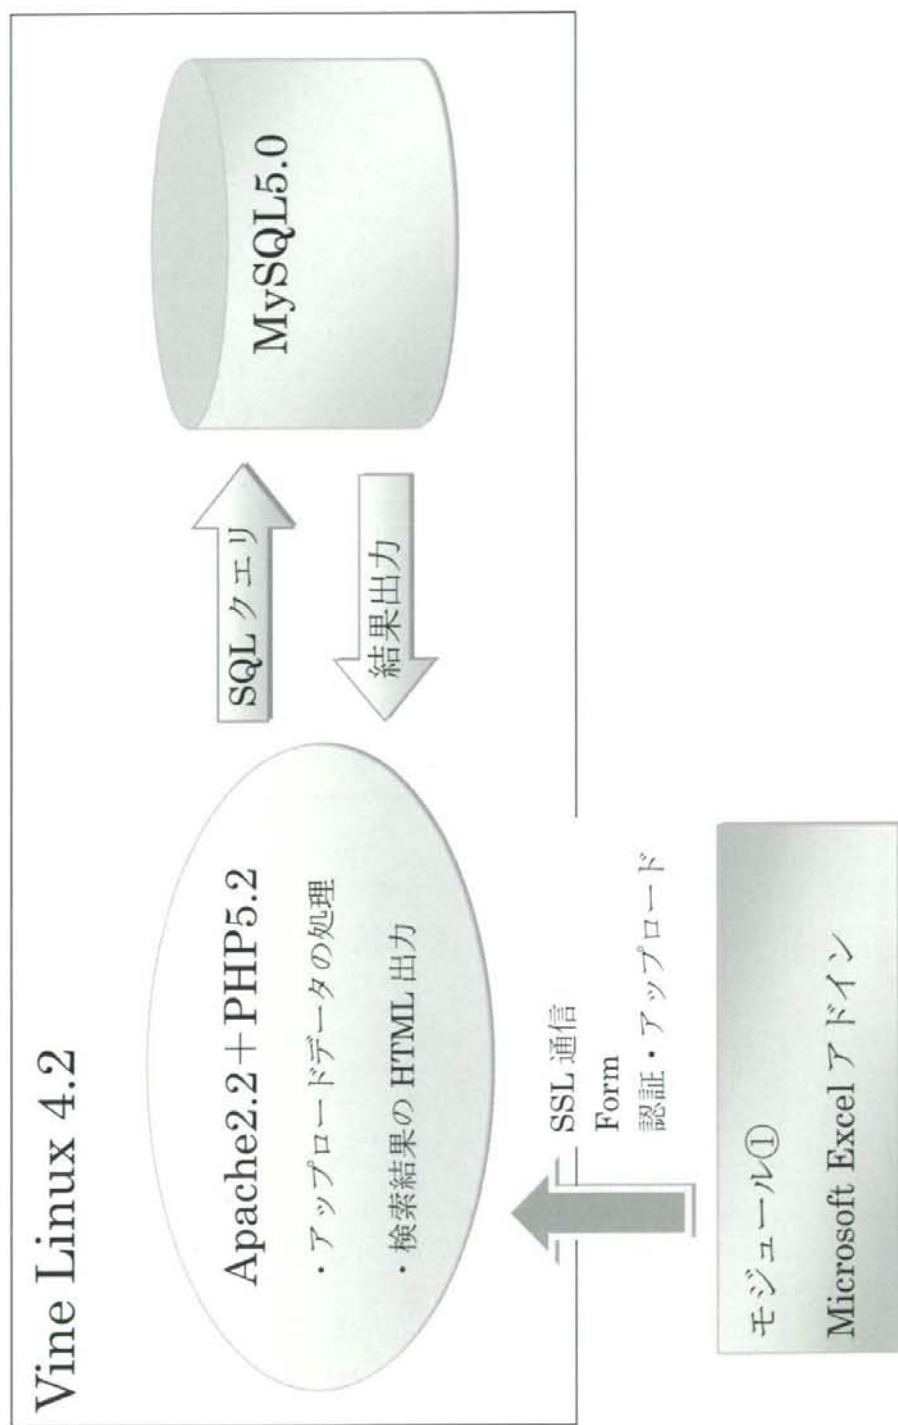 Vine Linux 4.2
Apache2.2＋PHP5.2
・アップロードデータの処理
・検索結果の HTML 出力
SQL クエリ
結果出力
MySQL5.0
SSL 通信
Form
認証・アップロード
モジュール①
Microsoft Excel アドイン